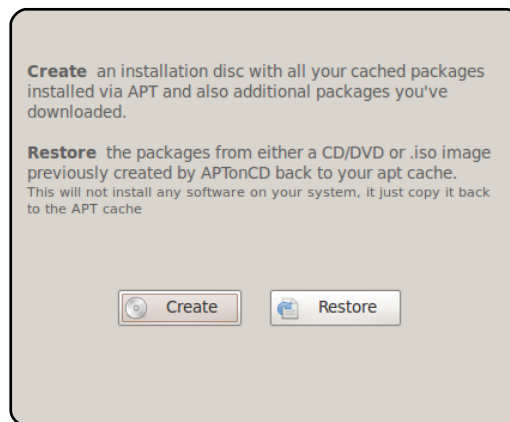 Create an installation disc with all your cached packages
installed via APT and also additional packages you've
downloaded.
Restore the packages from either a CD/DVD or .iso image
previously created by APTonCD back to your apt cache.
This will not install any software on your system, it just copy it back
to the APT cache
Create
Restore